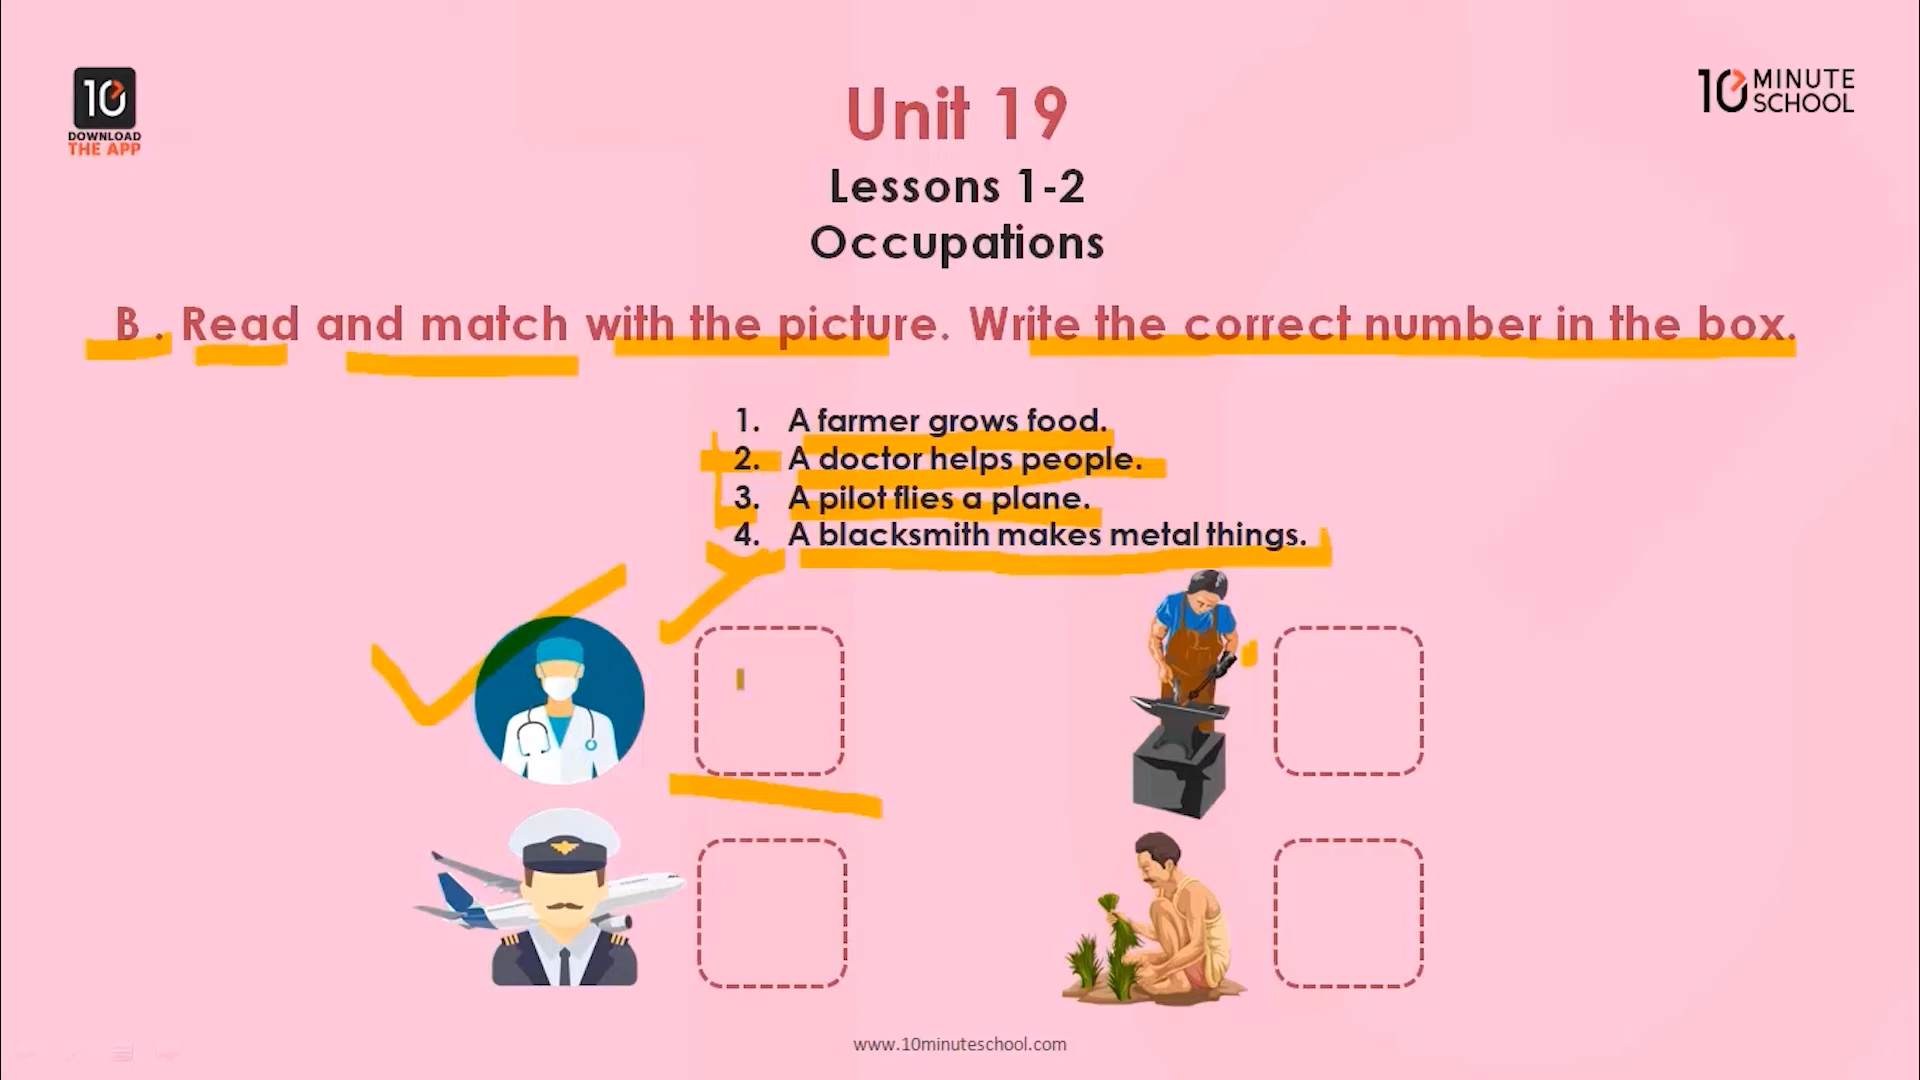 10
DOWNLOAD
THE APP
10 MINUTE
SCHOOL
Unit 19
Lessons 1-2
Occupations
B . Read and match with the picture. Write the correct number in the box.
1. A farmer grows food.
2. A doctor helps people.
3. A pilot flies a plane.
4. A blacksmith makes metal things.
www.10minuteschool.com